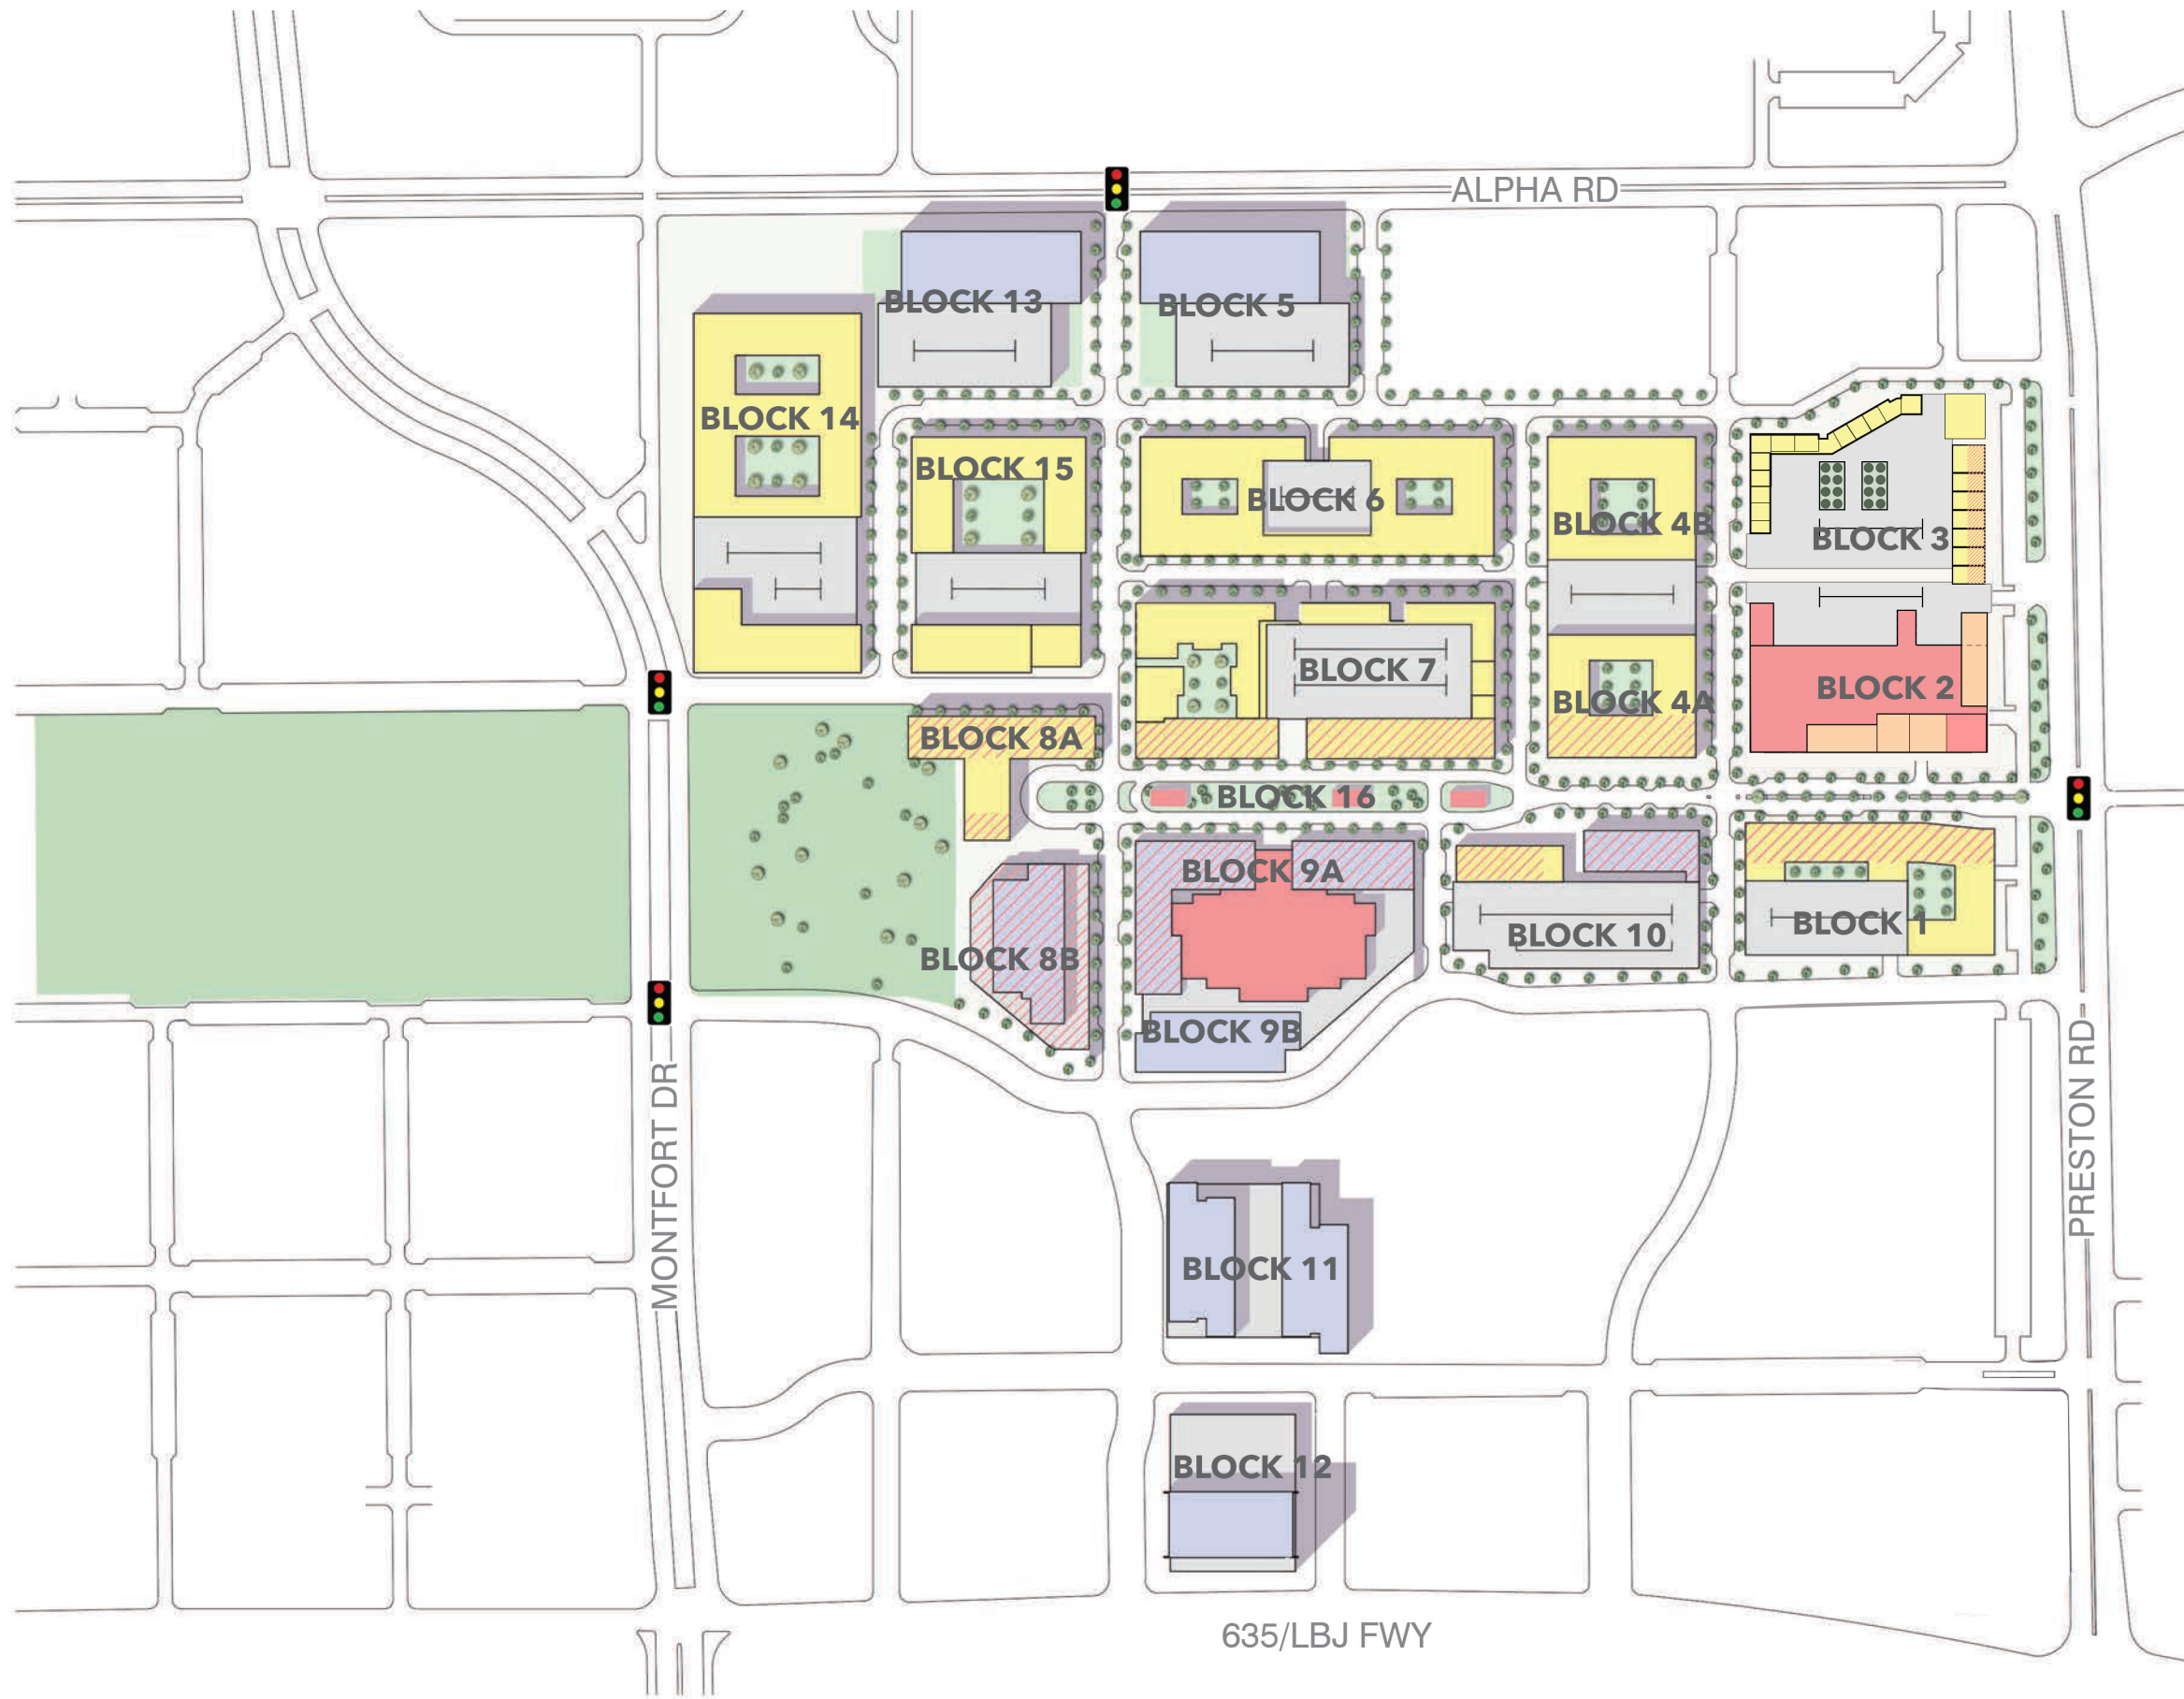 ALPHA RD
BLOCK 13
BLOCK 5
BLOCK 14
BLOCK 15
BLOCK 6
BLOCK 4B
BLOCK 3
BLOCK 7
BLOCK 4A
BLOCK 2
BLOCK 8A
BLOCK 16
BLOCK 9A
BLOCK 10
BLOCK 1
BLOCK 8B
BLOCK 9B
MONTFORT DR
PRESTON RD
BLOCK 11
BLOCK 12
635/LBJ FWY